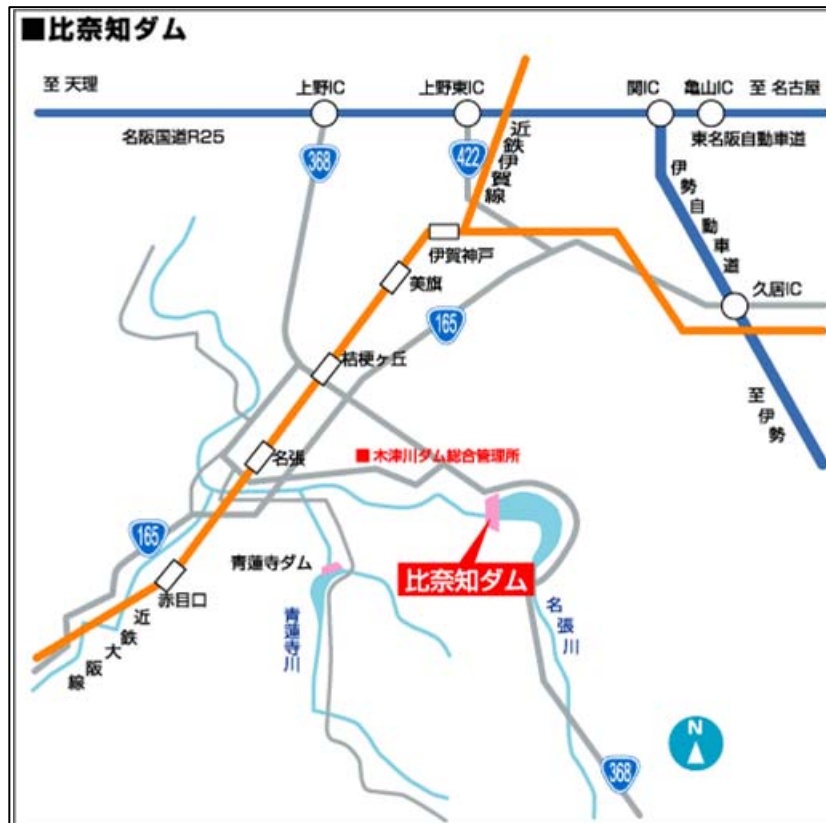 ■比奈知ダム
至 天理
上野IC
上野東IC
関IC
亀山IC
至 名古屋
名阪国道R25
東名阪自動車道
368
422
近鉄伊賀線
伊勢自動車道
伊賀神戸
美旗
久居IC
165
桔梗ヶ丘
至伊勢
名張
■木津川ダム総合管理所
165
青蓮寺ダム
比奈知ダム
赤目口
名張川
青蓮寺川
近鉄大阪線
N
368